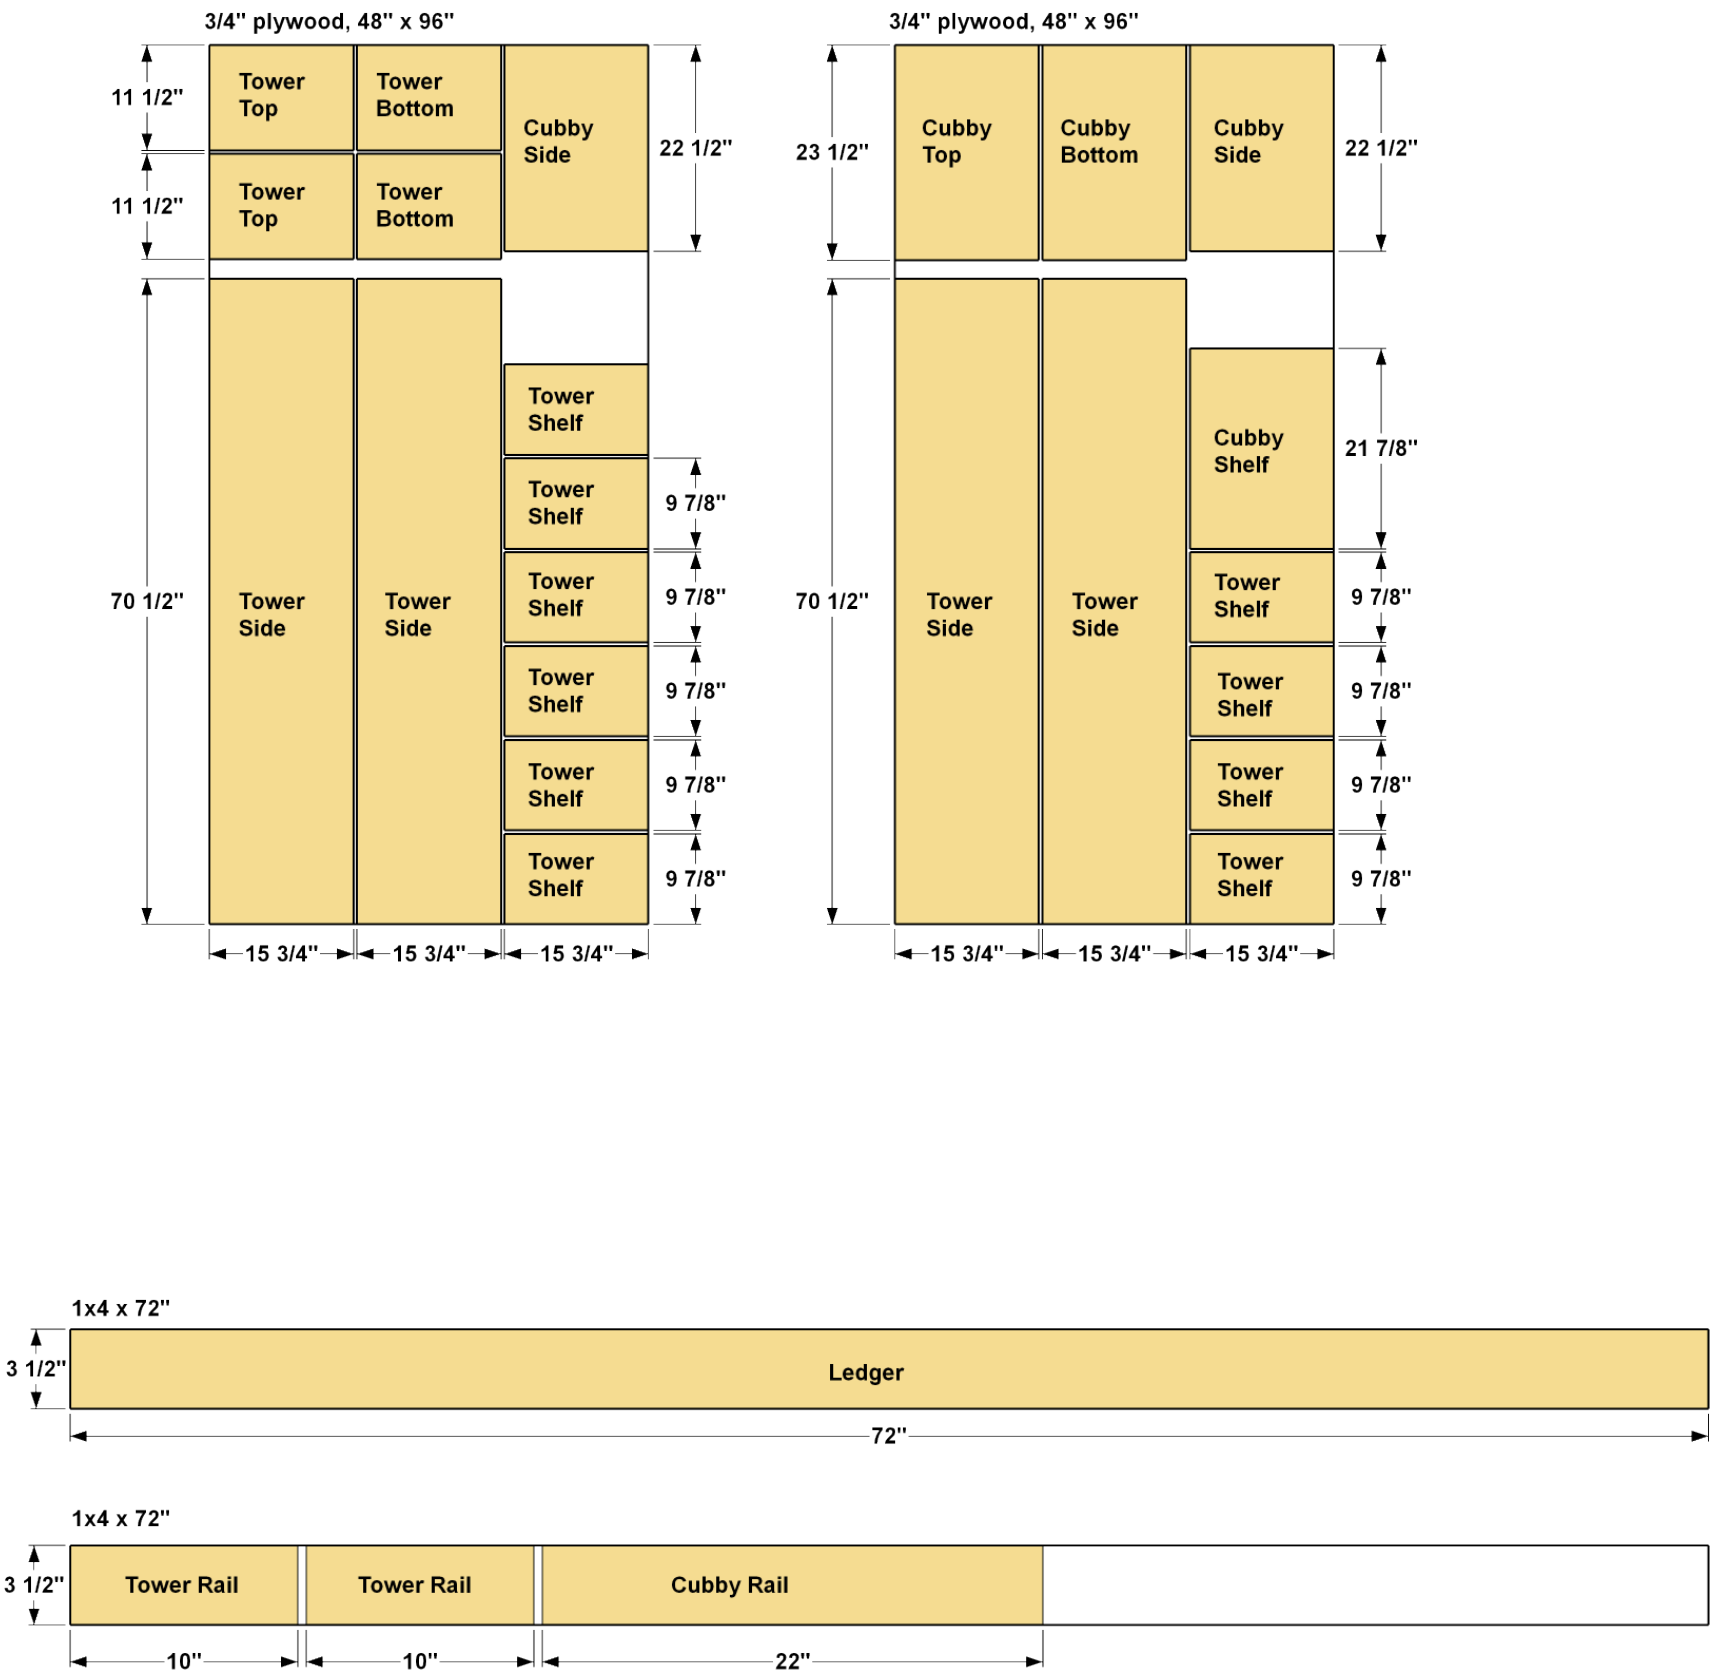 3/4" plywood, 48" x 96"
11 1/2"
Tower
Top
Tower
Bottom
Cubby
Side
22 1/2"
11 1/2"
Tower
Top
Tower
Bottom
70 1/2"
Tower
Side
Tower
Side
Tower
Shelf
Tower
Shelf
9 7/8"
Tower
Shelf
9 7/8"
Tower
Shelf
9 7/8"
Tower
Shelf
9 7/8"
Tower
Shelf
9 7/8"
15 3/4"
15 3/4"
15 3/4"
3/4" plywood, 48" x 96"
23 1/2"
Cubby
Top
Cubby
Bottom
Cubby
Side
22 1/2"
70 1/2"
Tower
Side
Tower
Side
Cubby
Shelf
21 7/8"
Tower
Shelf
9 7/8"
Tower
Shelf
9 7/8"
Tower
Shelf
9 7/8"
Tower
Shelf
9 7/8"
15 3/4"
15 3/4"
15 3/4"
1x4 x 72"
3 1/2"
Ledger
72"
1x4 x 72"
3 1/2"
Tower Rail
Tower Rail
Cubby Rail
10"
10"
22"